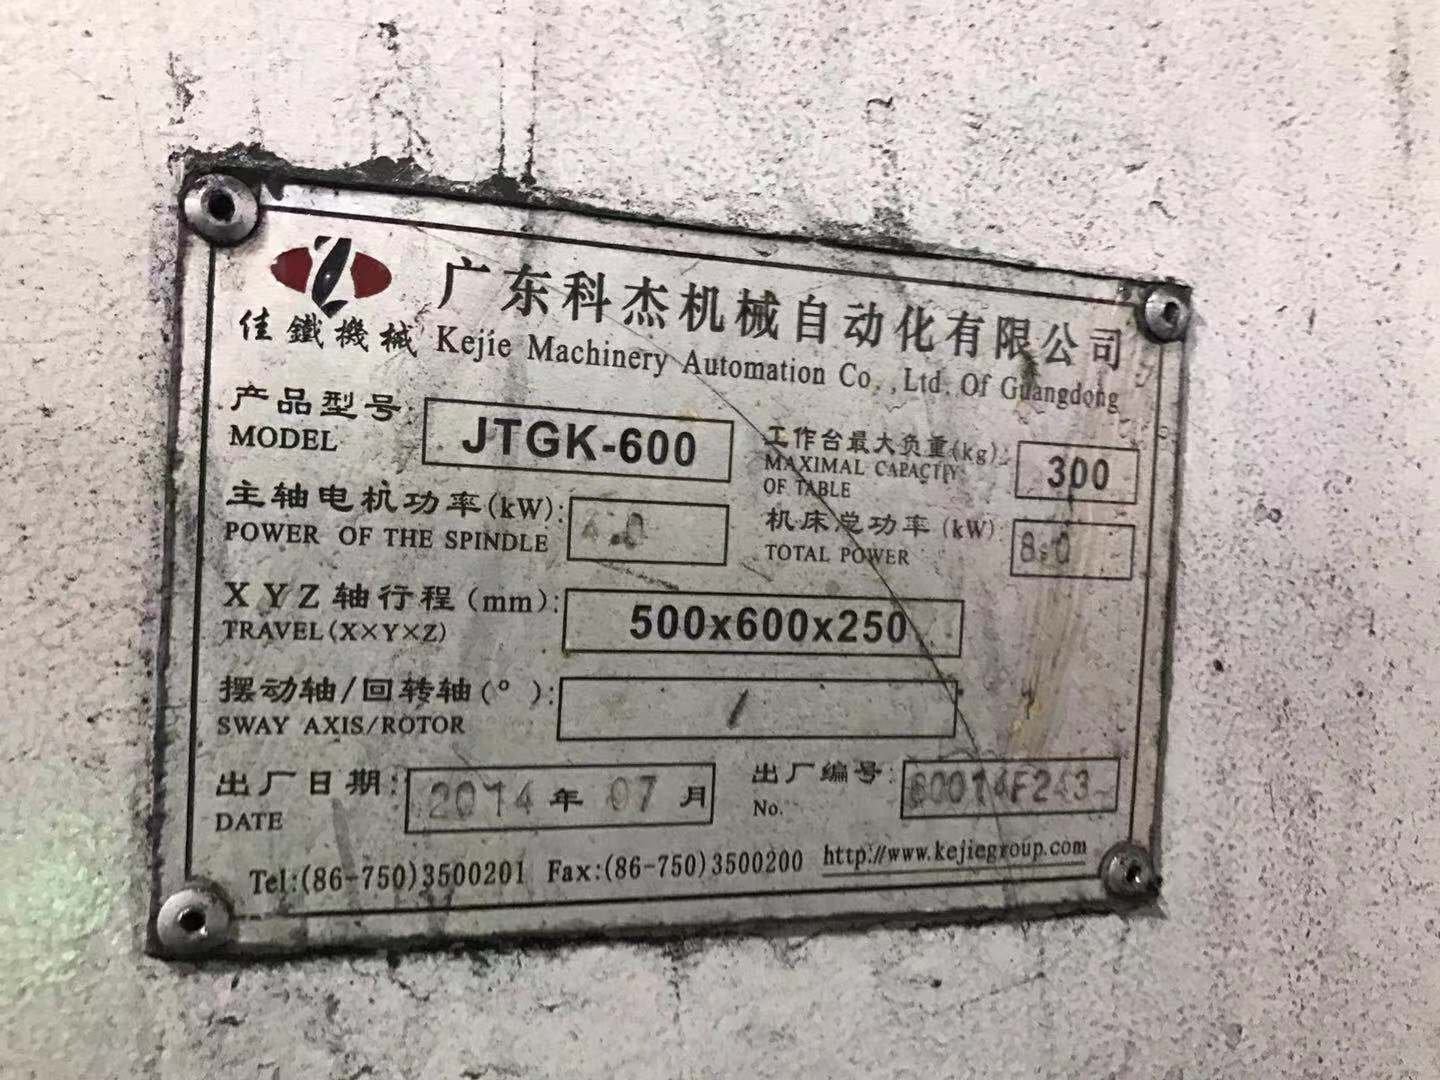 广东科杰机械自动化有限公司
佳鐵機械 Kejie Machinery Automation Co.,Ltd. Of Guangdong
产品型号: JTGK-600 工作台最大负重(kg): 300
MODEL MAXIMAL CAPACTIY
OF TABLE
主轴电机功率(kW): 机床总功率(kW): 8.0
POWER OF THE SPINDLE TOTAL POWER
XYZ轴行程(mm): 500x600x250
TRAVEL(X×Y×Z)
摆动轴/回转轴(°): /
SWAY AXIS/ROTOR
出厂日期: 2014年07月 出厂编号:
DATE No.
Tel:(86-750)3500201 Fax:(86-750)3500200 http://www.kejiegroup.com